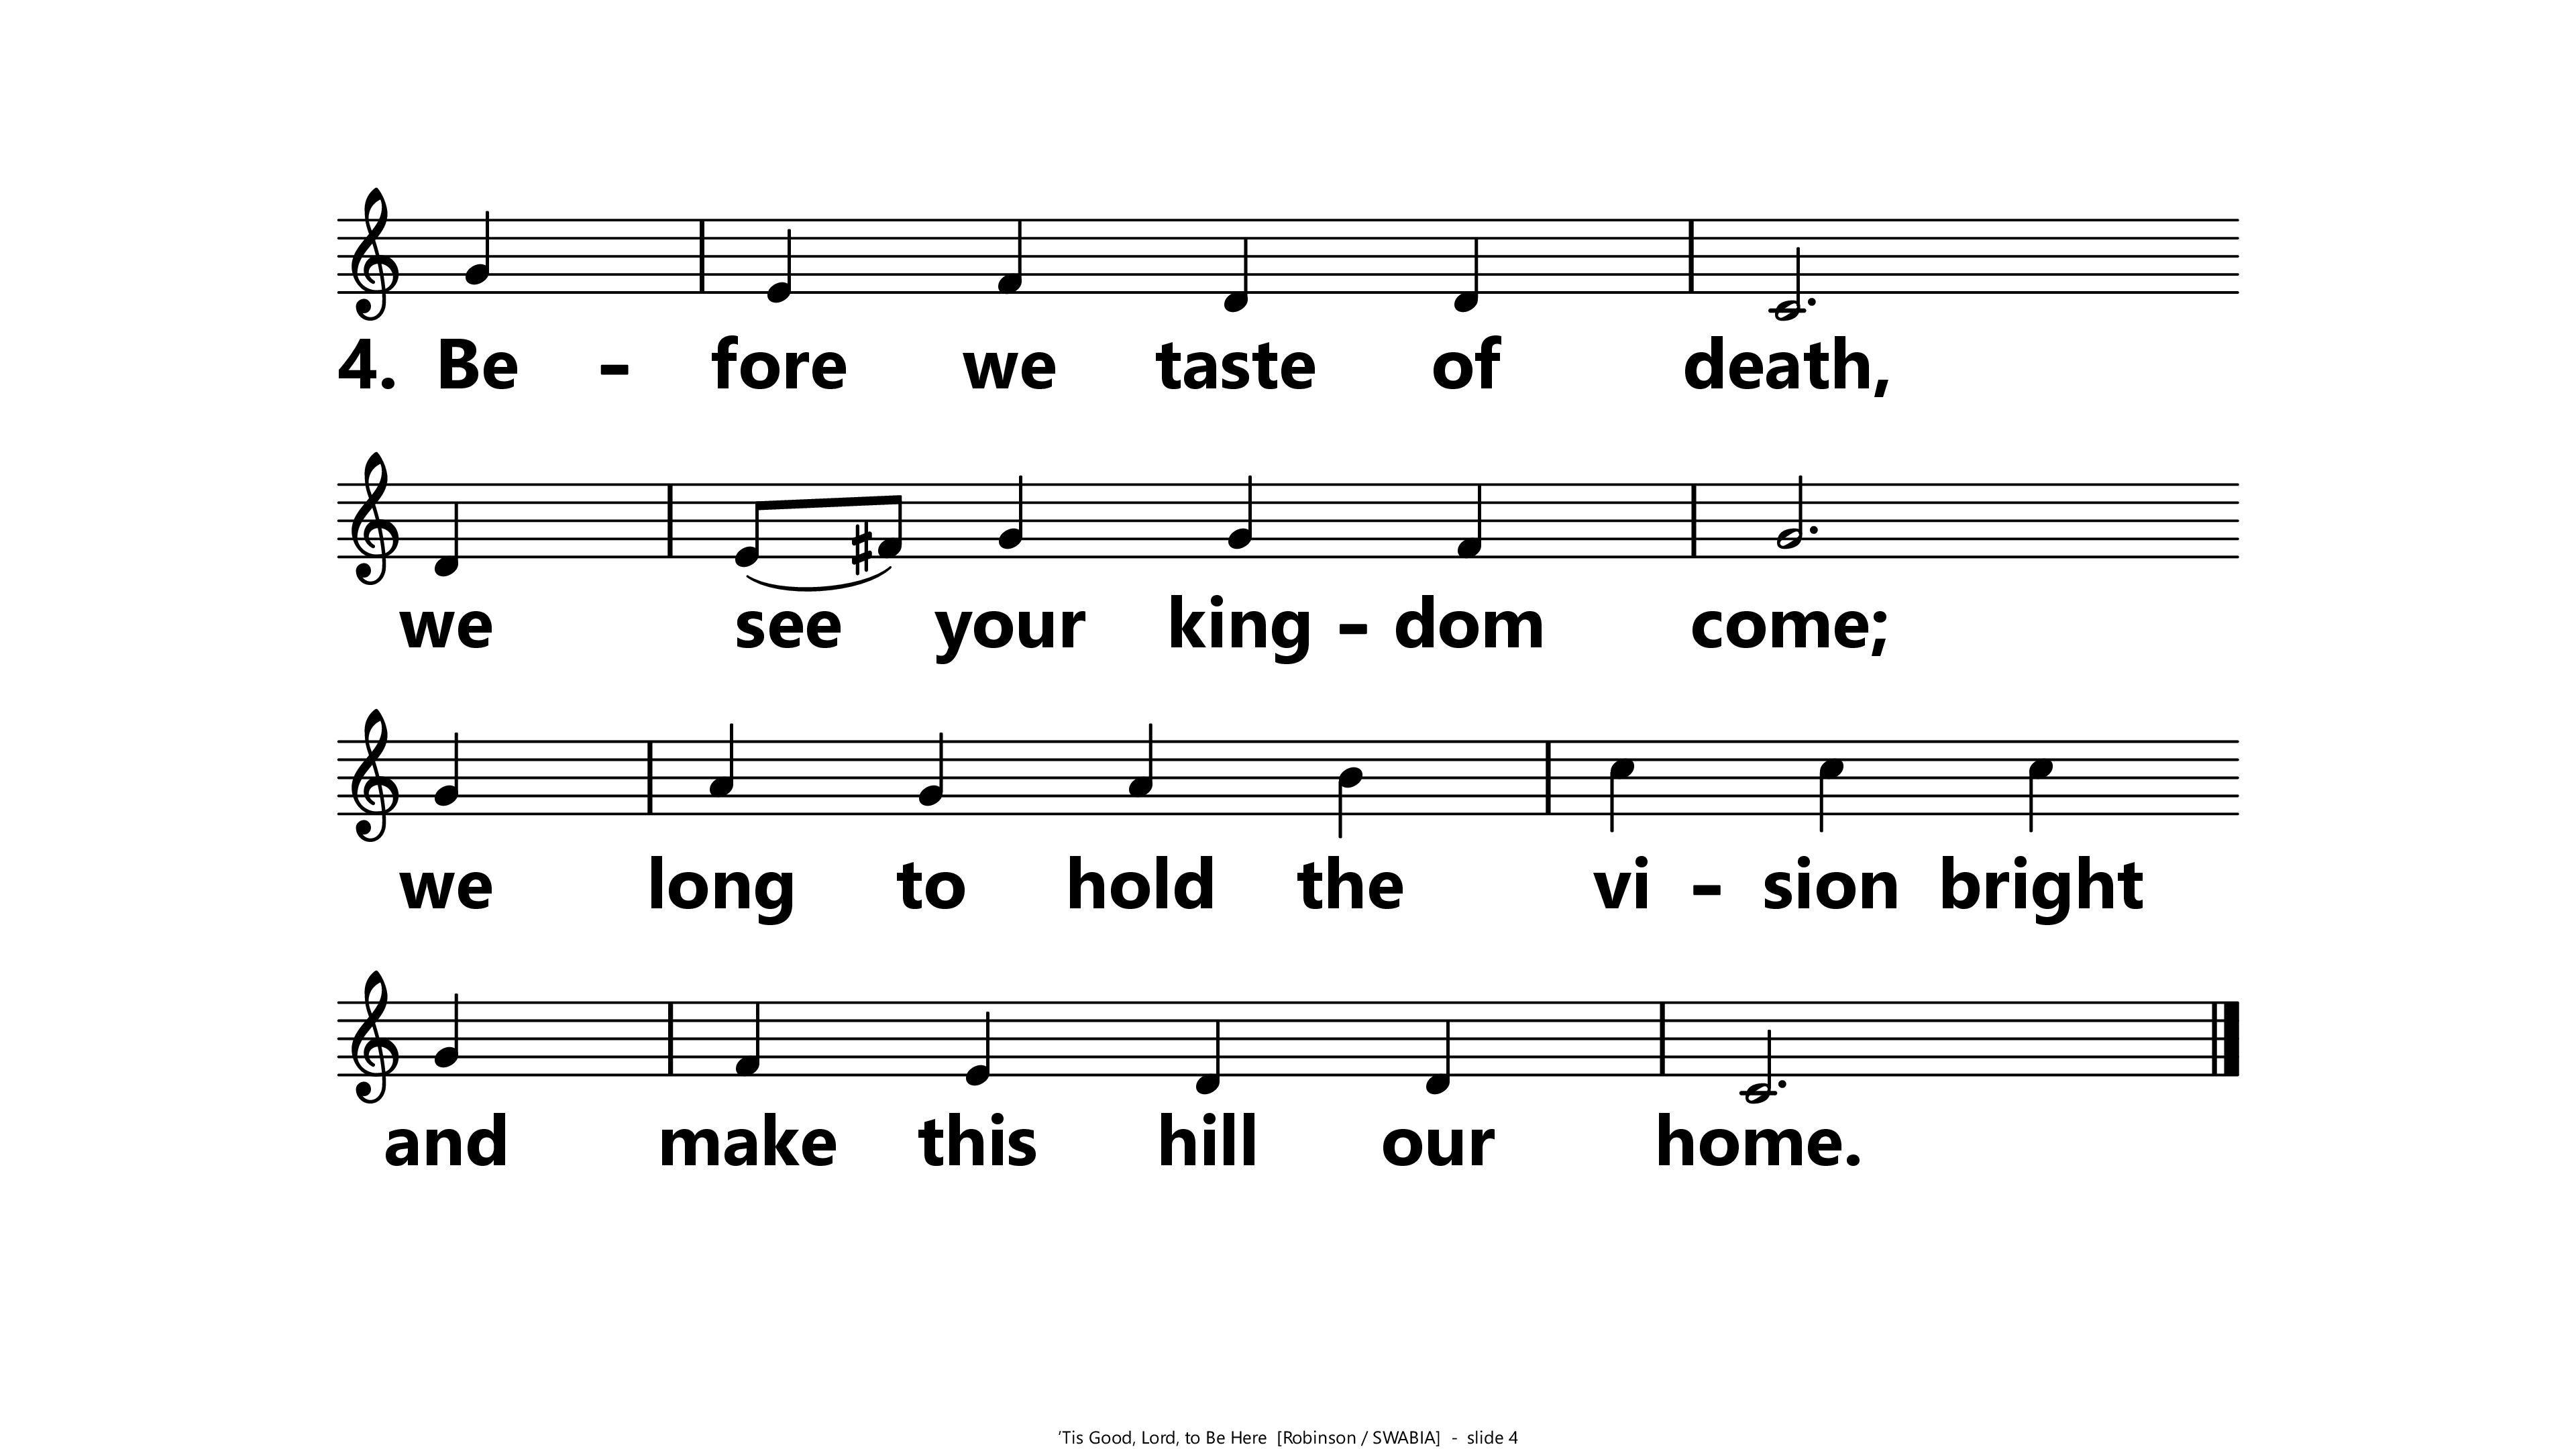 4. Be - fore we taste of death,
we see your king - dom come;
we long to hold the vi - sion bright
and make this hill our home.
’Tis Good, Lord, to Be Here [Robinson / SWABIA] - slide 4